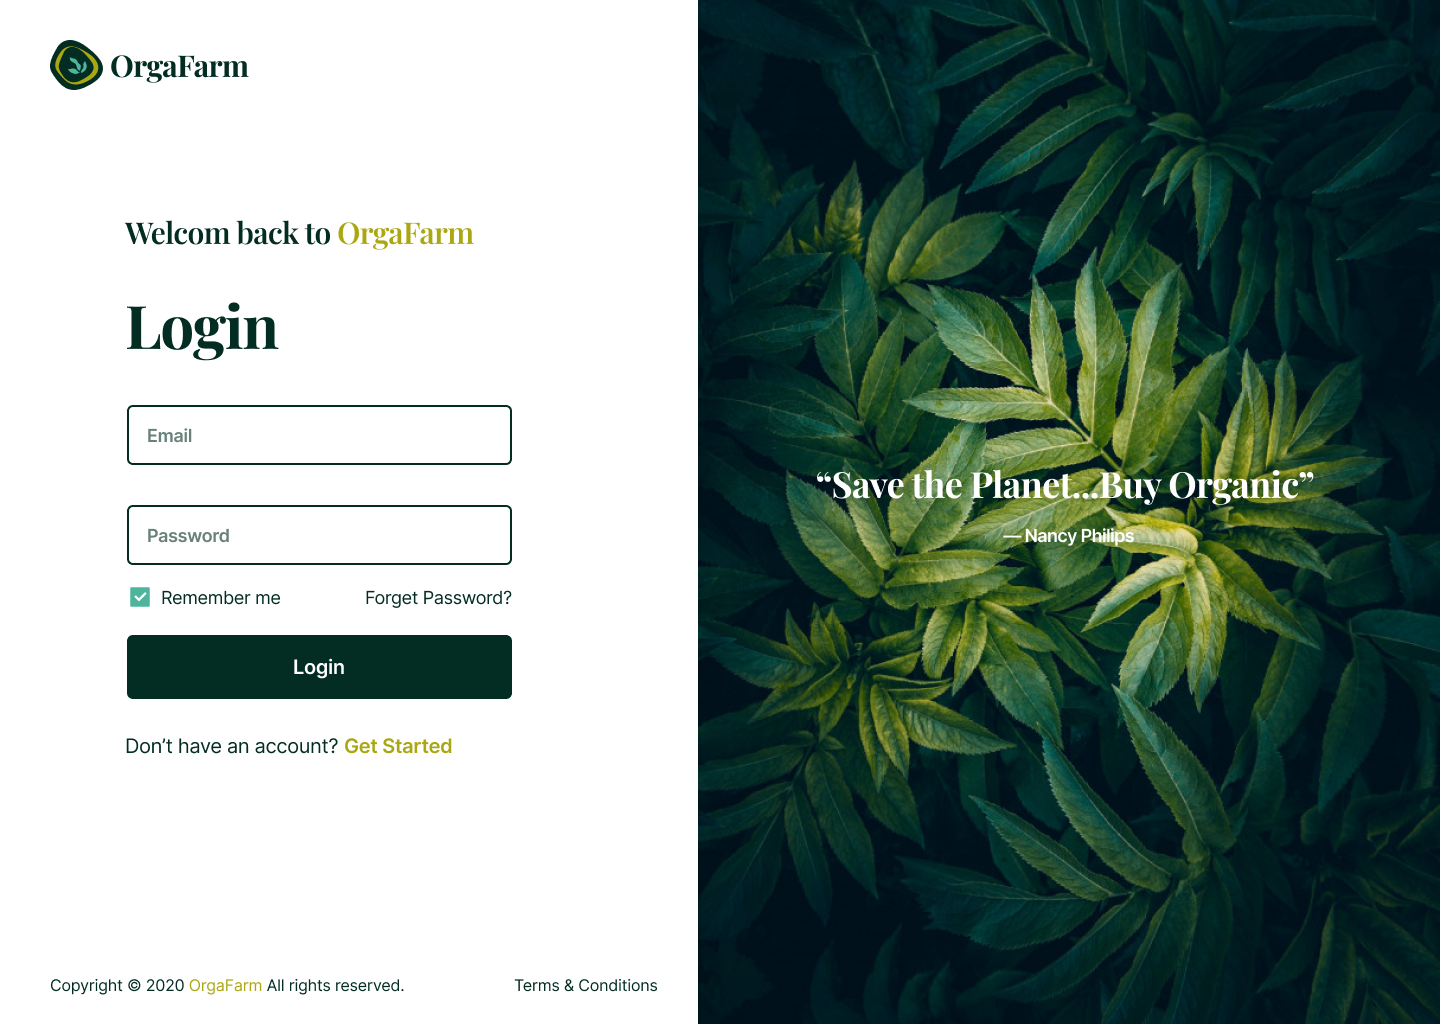 OrgaFarm
Welcom back to OrgaFarm
Login
Email
Password
Remember me
Forget Password?
Login
Don’t have an account? Get Started
Copyright © 2020 OrgaFarm All rights reserved.
Terms & Conditions
“Save the Planet...Buy Organic”
— Nancy Philips